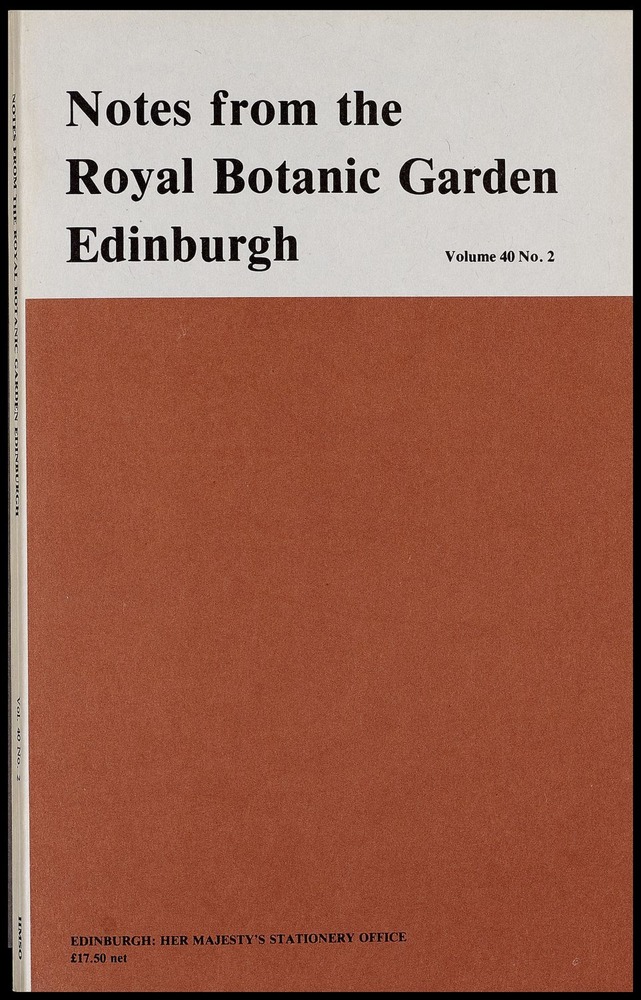 Notes from the
Royal Botanic Garden
Edinburgh
Volume 40 No. 2
EDINBURGH: HER MAJESTY'S STATIONERY OFFICE
£17.50 net
NOTES FROM THE ROYAL BOTANIC GARDEN EDINBURGH
Vol. 40 No. 2
HMSO